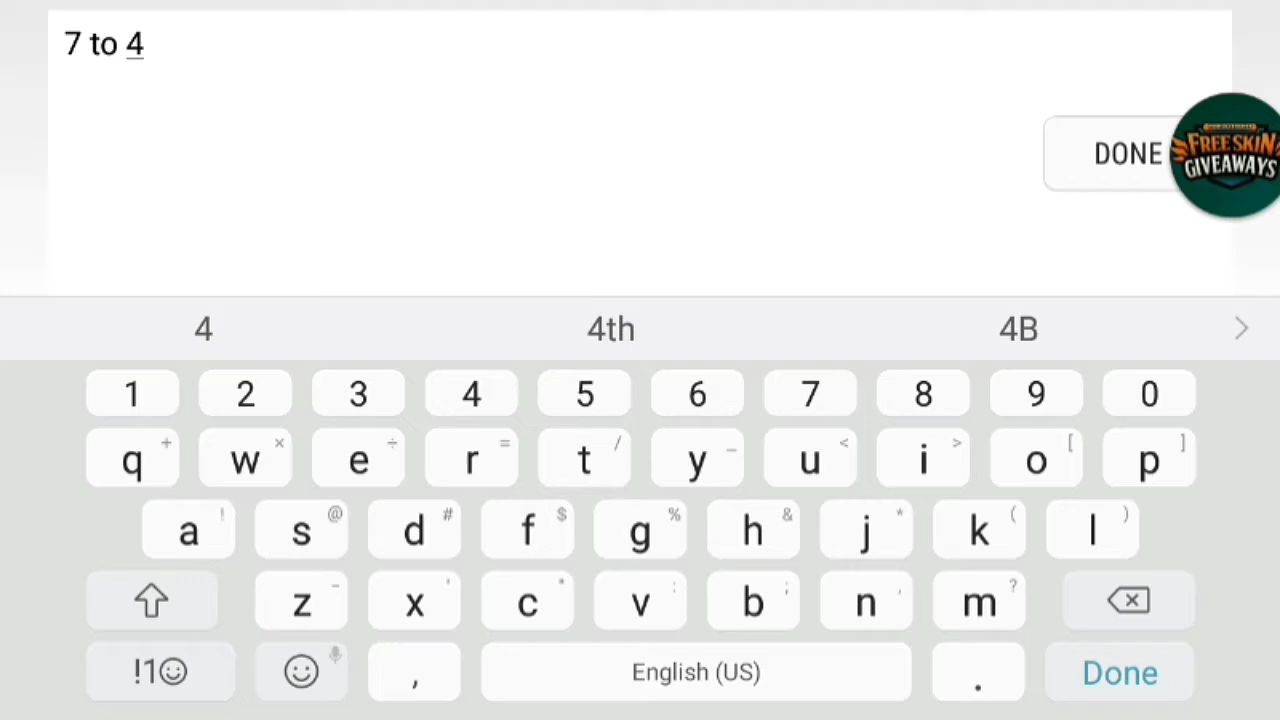 7 to 4
DONE
FREE SKIN
GIVEAWAYS
4 4th 4B
1 2 3 4 5 6 7 8 9 0
+ × ÷ = / _ < > [ ]
q w e r t y u i o p
! @ # $ % & * ( )
a s d f g h j k l
- ' " : ; , ?
z x c v b n m
!1☺ , English (US) . Done